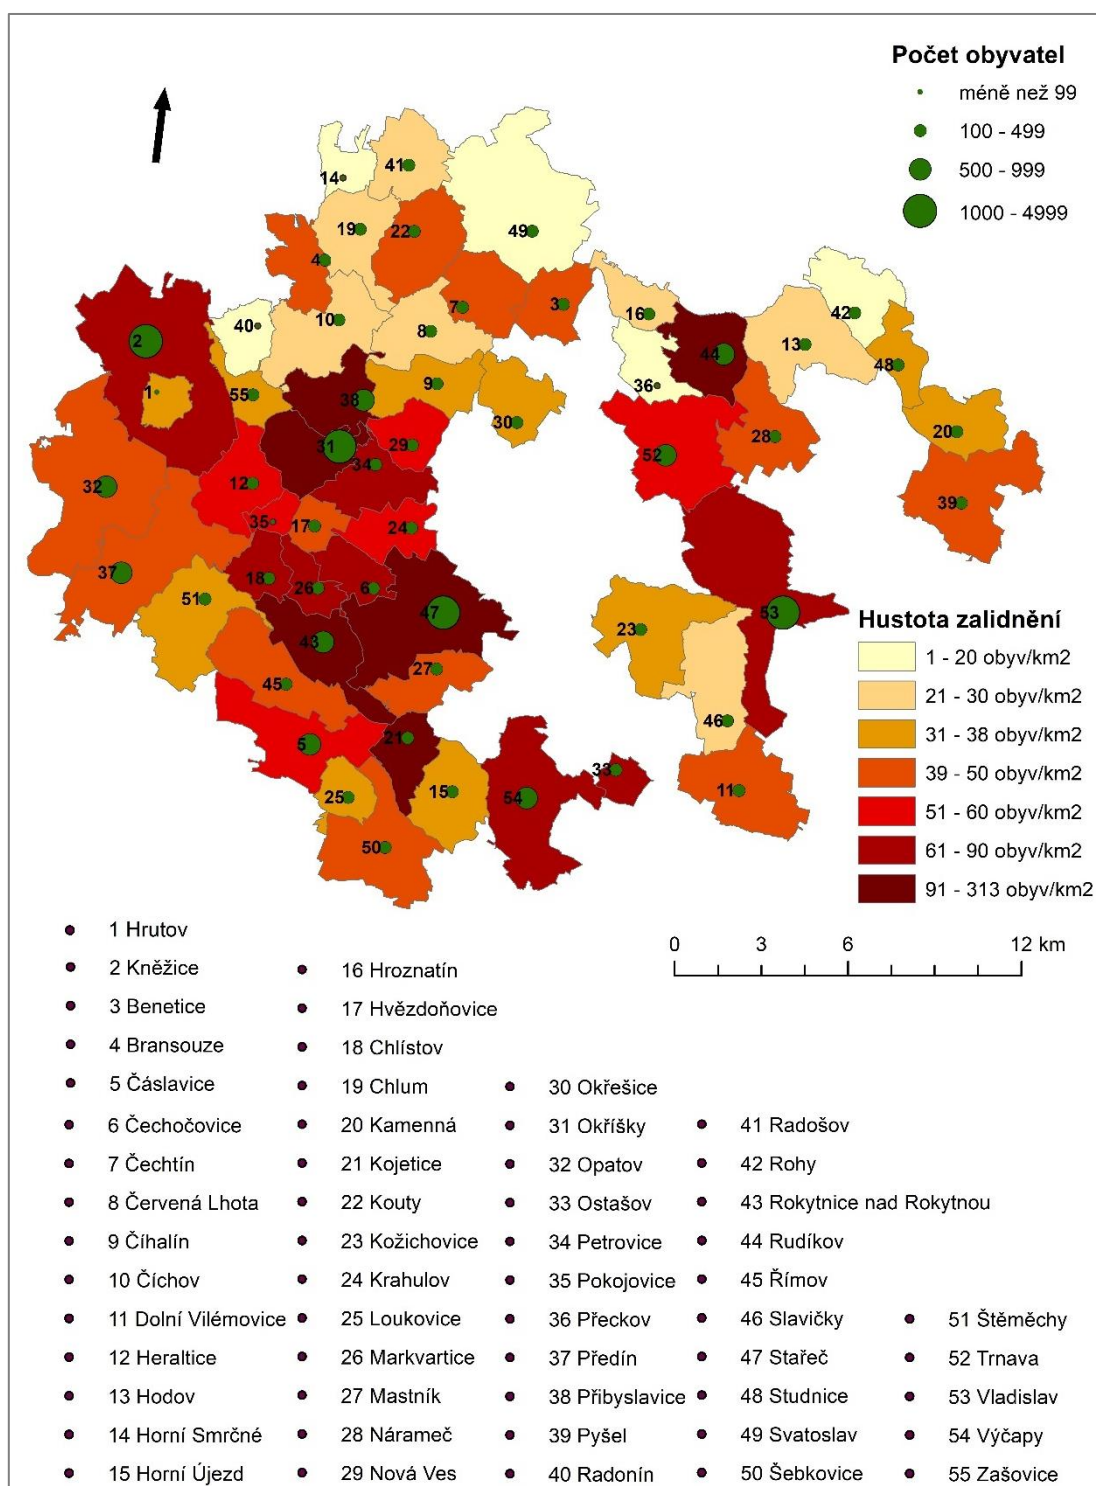 Počet obyvatel
méně než 99
100 - 499
500 - 999
1000 - 4999
41
14
49
19
22
4
42
16
7
3
10
40
8
13
2
44
48
9
36
1
55
38
30
20
28
31
29
52
34
12
32
39
35
17
24
37
18
26
6
51
47
53
23
43
27
45
46
21
5
33
11
15
54
25
50
Hustota zalidnění
1 - 20 obyv/km2
21 - 30 obyv/km2
31 - 38 obyv/km2
39 - 50 obyv/km2
51 - 60 obyv/km2
61 - 90 obyv/km2
91 - 313 obyv/km2
0 3 6 12 km
1 Hrutov
2 Kněžice
3 Benetice
4 Bransouze
5 Čáslavice
6 Čechočovice
7 Čechtín
8 Červená Lhota
9 Číhalín
10 Číchov
11 Dolní Vilémovice
12 Heraltice
13 Hodov
14 Horní Smrčné
15 Horní Újezd
16 Hroznatín
17 Hvězdoňovice
18 Chlístov
19 Chlum
20 Kamenná
21 Kojetice
22 Kouty
23 Kožichovice
24 Krahulov
25 Loukovice
26 Markvartice
27 Mastník
28 Nárameč
29 Nová Ves
30 Okřešice
31 Okříšky
32 Opatov
33 Ostašov
34 Petrovice
35 Pokojovice
36 Přeckov
37 Předín
38 Přibyslavice
39 Pyšel
40 Radonín
41 Radošov
42 Rohy
43 Rokytnice nad Rokytnou
44 Rudíkov
45 Římov
46 Slavičky
47 Stařeč
48 Studnice
49 Svatoslav
50 Šebkovice
51 Štěměchy
52 Trnava
53 Vladislav
54 Výčapy
55 Zašovice